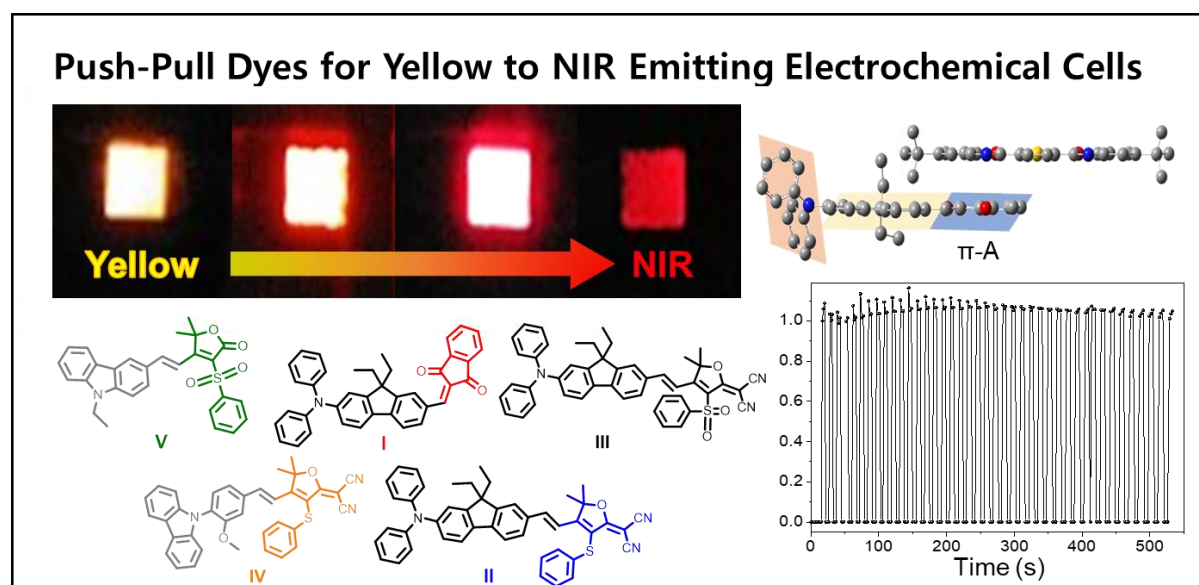 Push-Pull Dyes for Yellow to NIR Emitting Electrochemical Cells
Yellow
NIR
π-A
O
O
O
S
O
N
V
O
O
N
I
N
O
CN
CN
S
O
O
III
O
CN
CN
S
N
O
IV
N
O
CN
CN
S
II
1.0
0.8
0.6
0.4
0.2
0.0
0 100 200 300 400 500
Time (s)